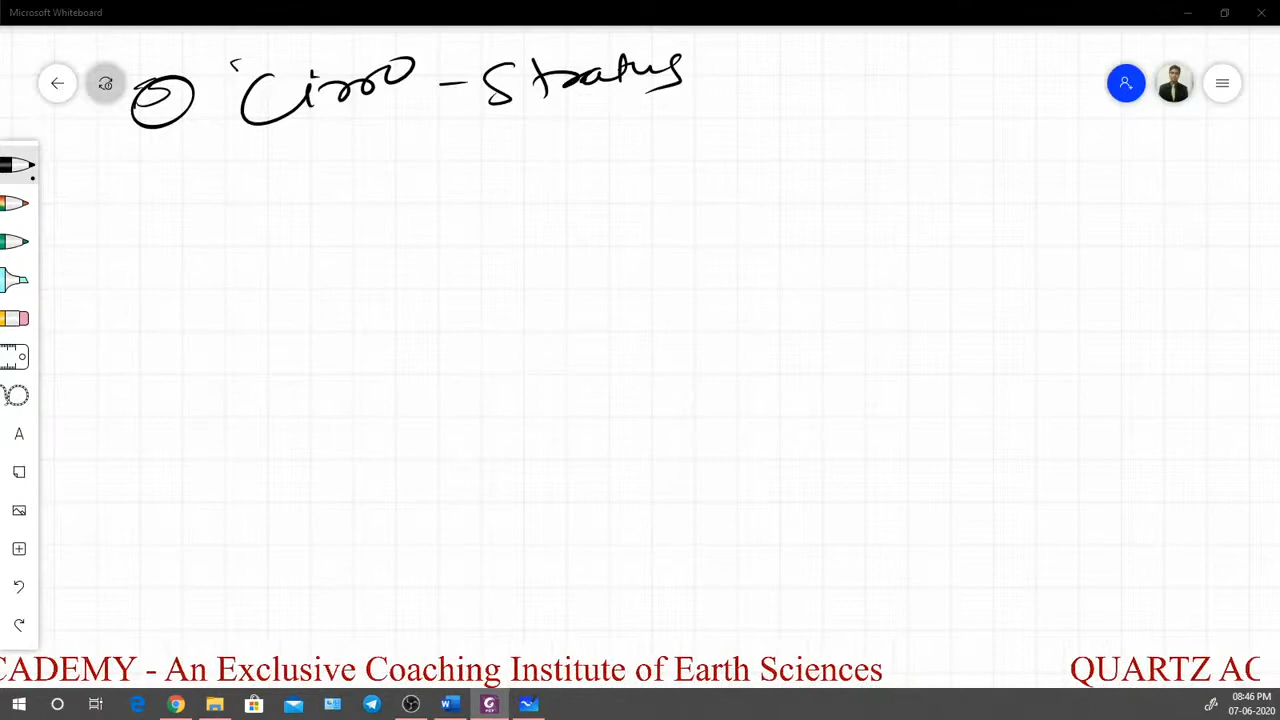 Microsoft Whiteboard
Cirro - Stratus
A
CADEMY - An Exclusive Coaching Institute of Earth Sciences QUARTZ AC
08:46 PM
07-06-2020